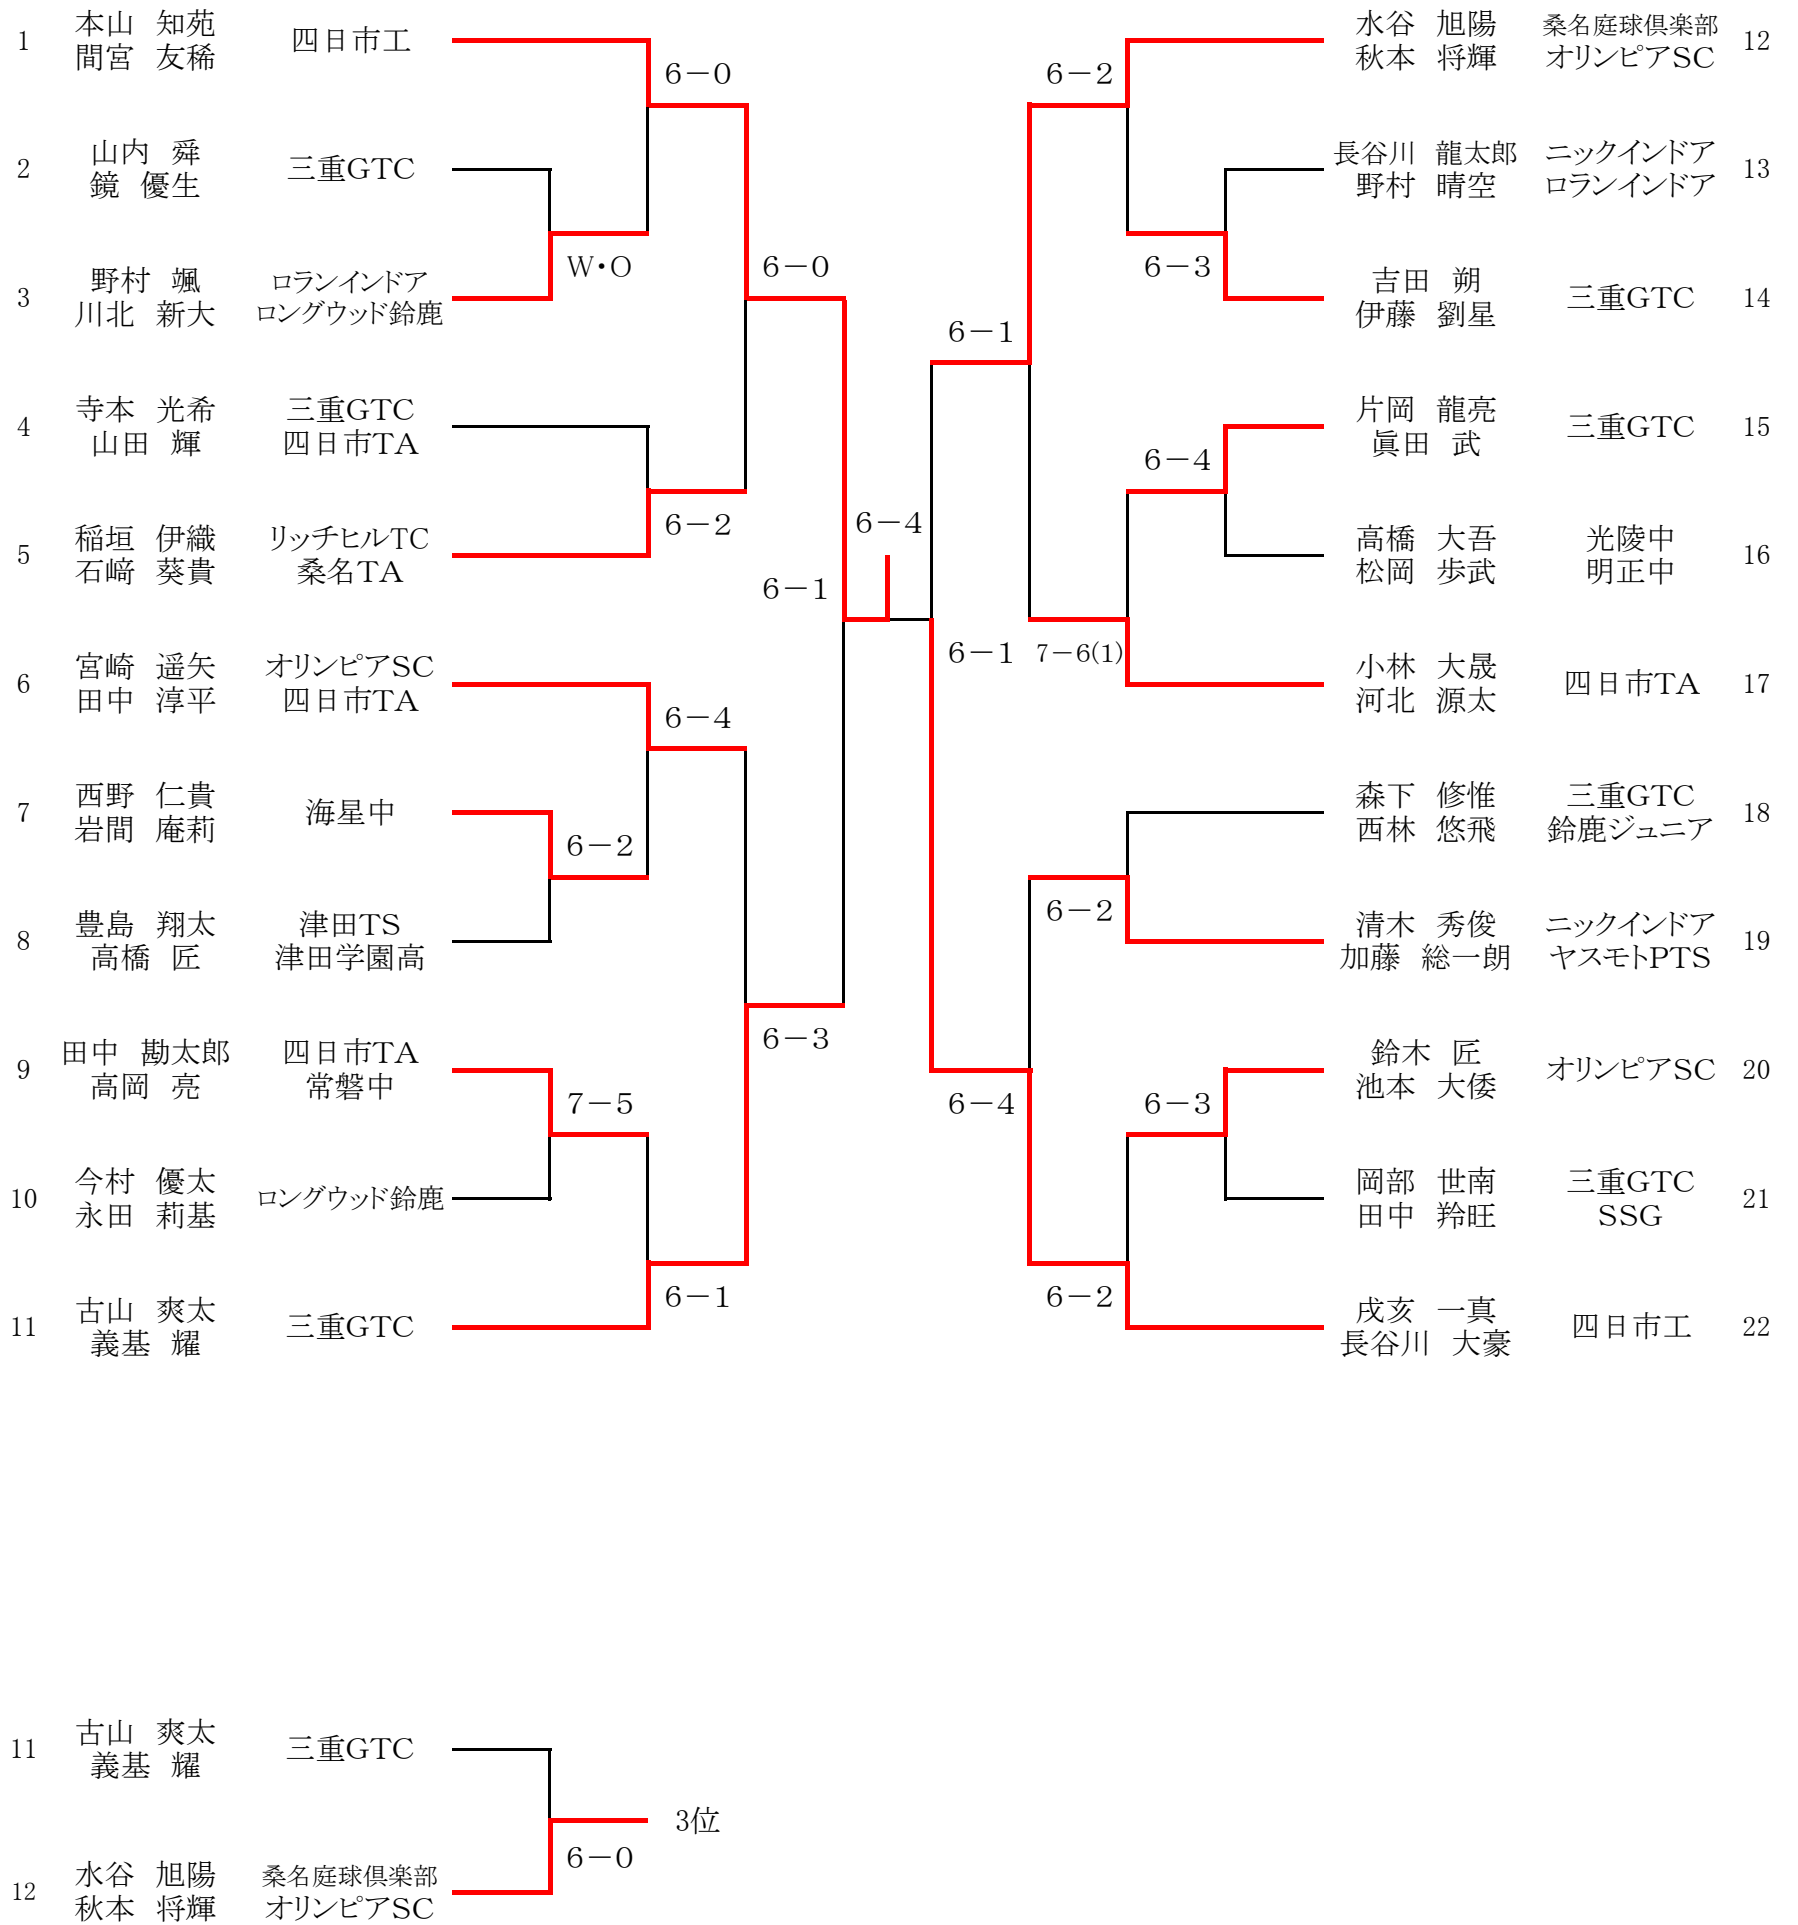 1
本山 知苑
間宮 友稀
四日市工
2
山内 舜
鏡 優生
三重GTC
3
野村 颯
川北 新大
ロランインドア
ロングウッド鈴鹿
4
寺本 光希
山田 輝
三重GTC
四日市TA
5
稲垣 伊織
石﨑 葵貴
リッチヒルTC
桑名TA
6
宮崎 遥矢
田中 淳平
オリンピアSC
四日市TA
7
西野 仁貴
岩間 庵莉
海星中
8
豊島 翔太
高橋 匠
津田TS
津田学園高
9
田中 勘太郎
高岡 亮
四日市TA
常磐中
10
今村 優太
永田 莉基
ロングウッド鈴鹿
11
古山 爽太
義基 耀
三重GTC
6-0
W・O
6-0
6-2
6-1
6-4
6-2
6-3
7-5
6-1
6-4
6-2
6-3
6-1
6-4
6-1
7-6(1)
6-2
6-4
6-3
6-2
水谷 旭陽
秋本 将輝
桑名庭球倶楽部
オリンピアSC
12
長谷川 龍太郎
野村 晴空
ニックインドア
ロランインドア
13
吉田 朔
伊藤 劉星
三重GTC
14
片岡 龍亮
眞田 武
三重GTC
15
高橋 大吾
松岡 歩武
光陵中
明正中
16
小林 大晟
河北 源太
四日市TA
17
森下 修惟
西林 悠飛
三重GTC
鈴鹿ジュニア
18
清木 秀俊
加藤 総一朗
ニックインドア
ヤスモトPTS
19
鈴木 匠
池本 大倭
オリンピアSC
20
岡部 世南
田中 羚旺
三重GTC
SSG
21
戌亥 一真
長谷川 大豪
四日市工
22
11
古山 爽太
義基 耀
三重GTC
3位
6-0
12
水谷 旭陽
秋本 将輝
桑名庭球倶楽部
オリンピアSC